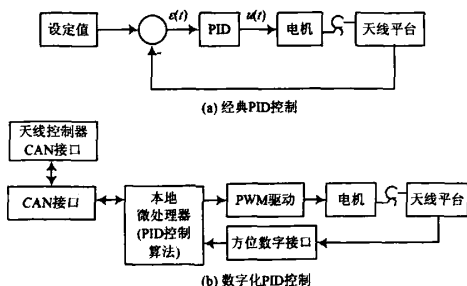 设定值
ε(t)
PID
u(t)
电机
天线平台
(a) 经典PID控制
天线控制器
CAN接口
CAN接口
本地
微处理器
(PID控制
算法)
PWM驱动
电机
天线平台
方位数字接口
(b) 数字化PID控制